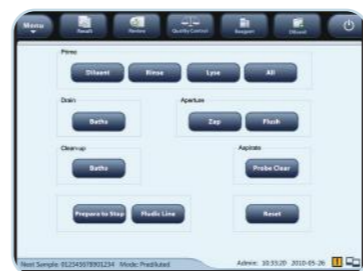 Menu Result Review Quality Control Reagent Diluent
Prime
Diluent Rinse Lyse All
Drain Aperture
Baths Zap Flush
Clean-up Aspirate
Baths Probe Clear
Prepare to Stop Fludic Line Reset
Next Sample: 012345678901234 Mode: Prediluted Admin: 10:33:20 2010-05-26